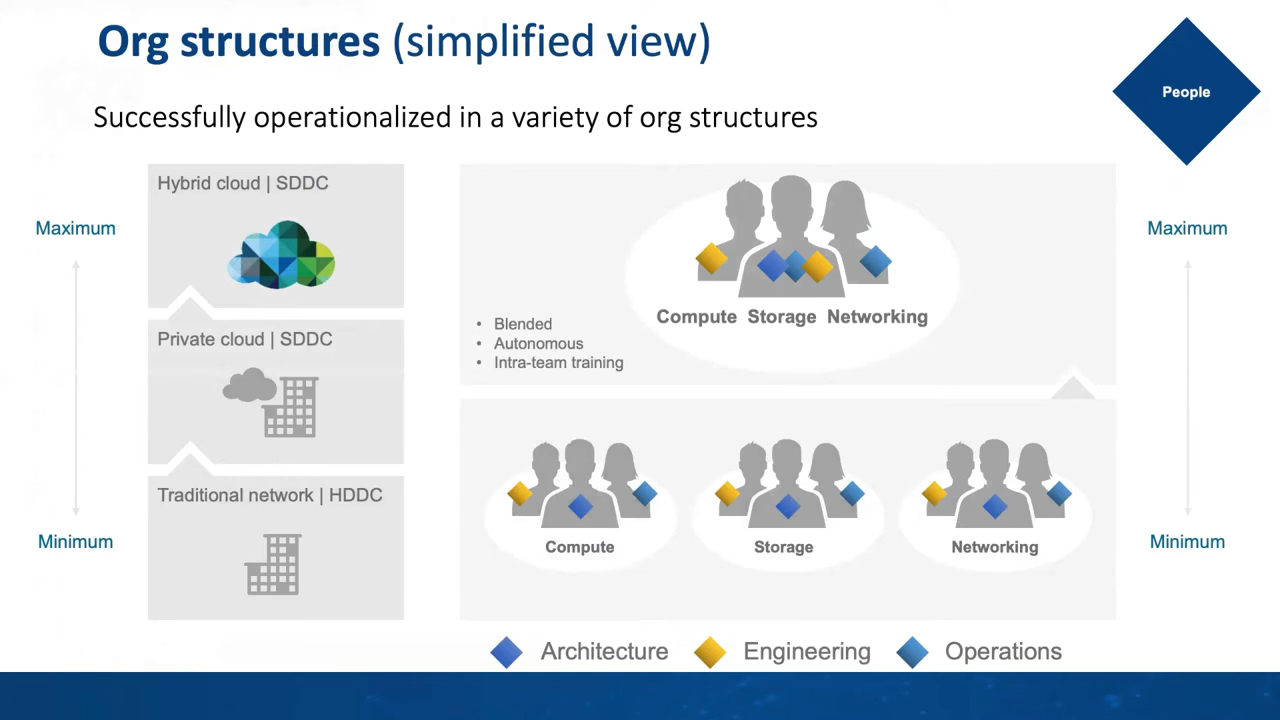 Org structures (simplified view)
People
Successfully operationalized in a variety of org structures
Maximum
Minimum
Hybrid cloud | SDDC
Private cloud | SDDC
Traditional network | HDDC
Compute Storage Networking
• Blended
• Autonomous
• Intra-team training
Compute
Storage
Networking
Maximum
Minimum
Architecture
Engineering
Operations